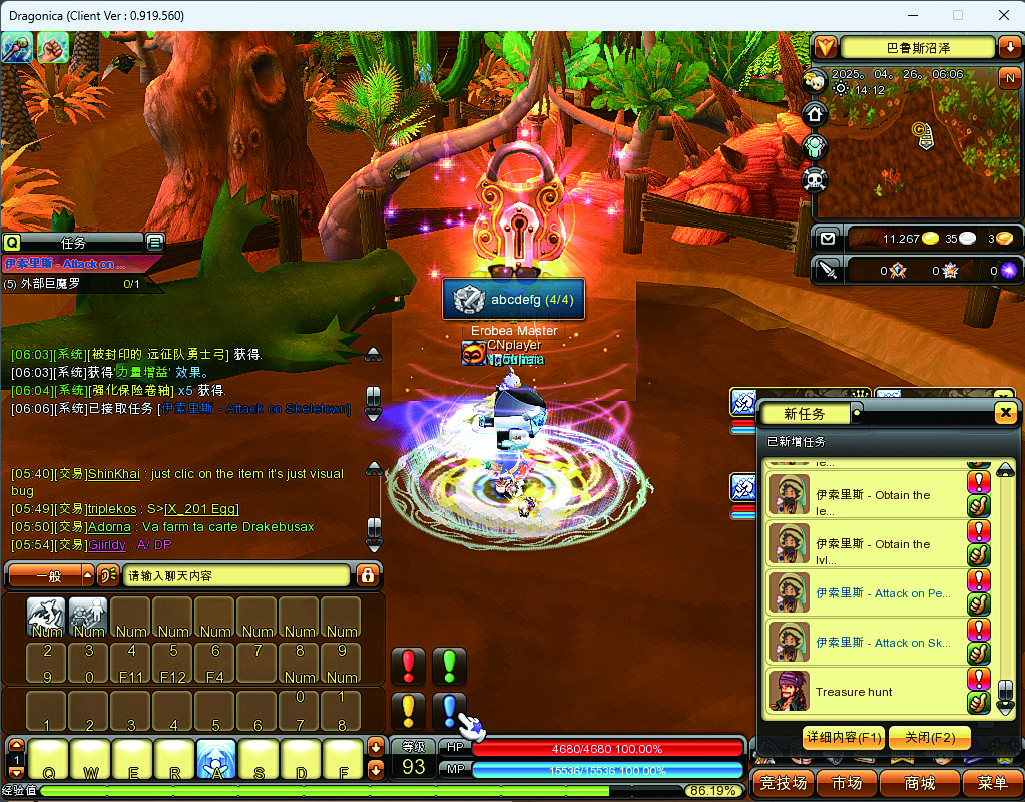 Dragonica (Client Ver : 0.919.560)
巴鲁斯沼泽
2025。 04。 26。 06:06
14:12
N
11.267 35 3
0 0 0
Q 任务
伊索里斯 - Attack on ...
(5) 外部巨魔罗 0/1
abcdefg (4/4)
Erobea Master
CNplayer
[06:03][系统][被封印的 远征队勇士弓] 获得.
[06:03][系统]获得'力量增益' 效果。
[06:04][系统][强化保险卷轴] x5 获得.
[06:06][系统]已接取任务 [伊索里斯 - Attack on Skeletown]
[05:40][交易]ShinKhai : just clic on the item it's just visual
bug
[05:49][交易]triplekos : S>[X_201 Egg]
[05:50][交易]Adoma : Va farm ta carte Drakebusax
[05:54][交易]Giirldy : A/ DP
一般 请输入聊天内容
Num Num Num Num Num Num Num Num
2 3 4 5 6 7 8 9
9 0 F11 F12 F4 Num Num
0 1
1 2 3 4 5 6 7 8
新任务
已新增任务
le...
伊索里斯 - Obtain the
le...
伊索里斯 - Obtain the
lvl...
伊索里斯 - Attack on Pe...
伊索里斯 - Attack on Sk...
Treasure hunt
详细内容(F1) 关闭(F2)
1 Q W E R A S D F
等级 93
HP 4680/4680 100.00%
MP 15536/15536 100.00%
经验值 86.19%
竞技场 市场 商城 菜单